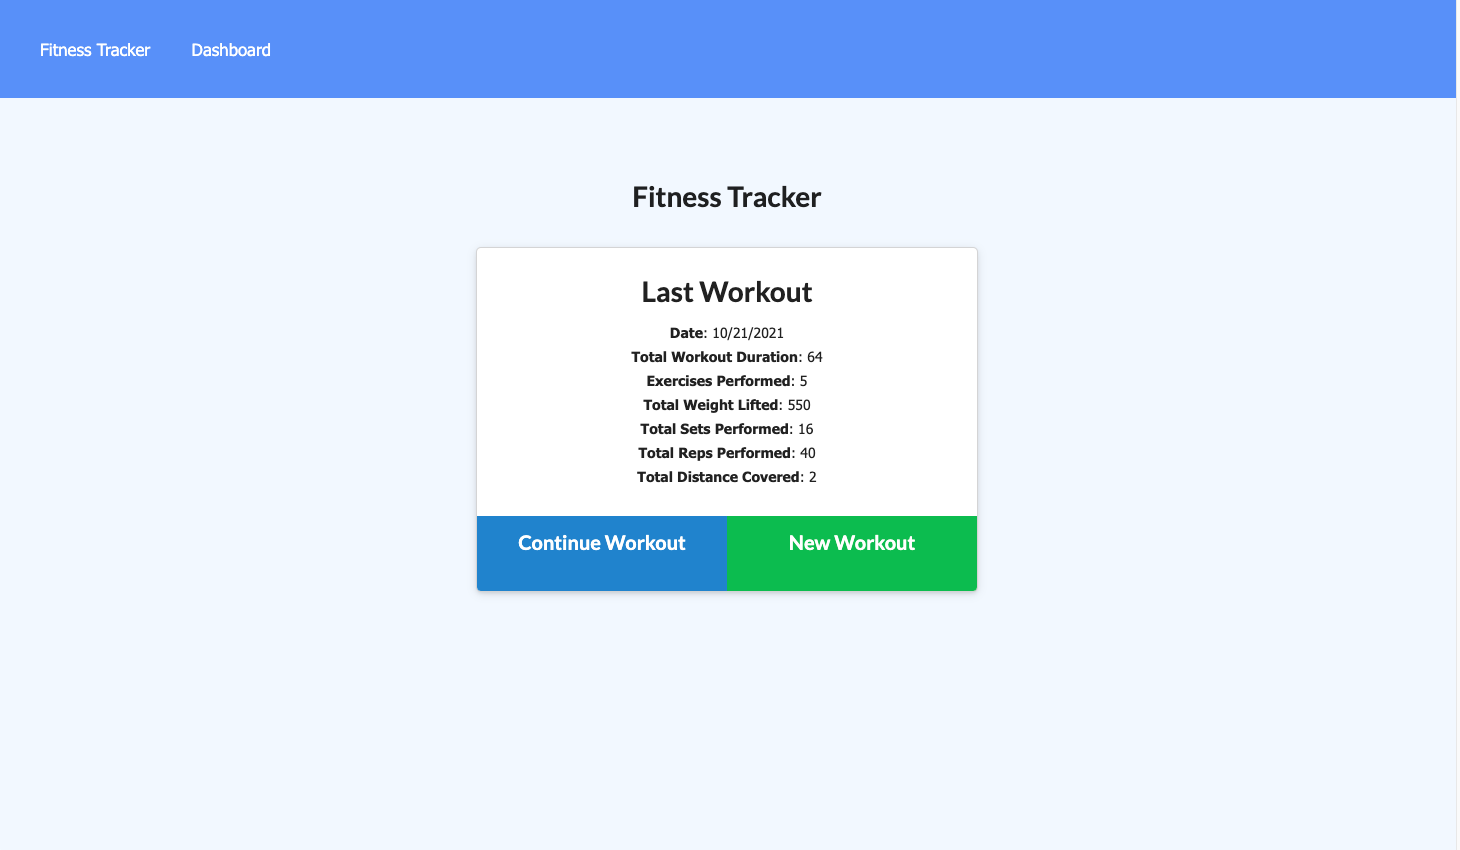 Fitness Tracker Dashboard
Fitness Tracker
Last Workout
Date: 10/21/2021
Total Workout Duration: 64
Exercises Performed: 5
Total Weight Lifted: 550
Total Sets Performed: 16
Total Reps Performed: 40
Total Distance Covered: 2
Continue Workout New Workout